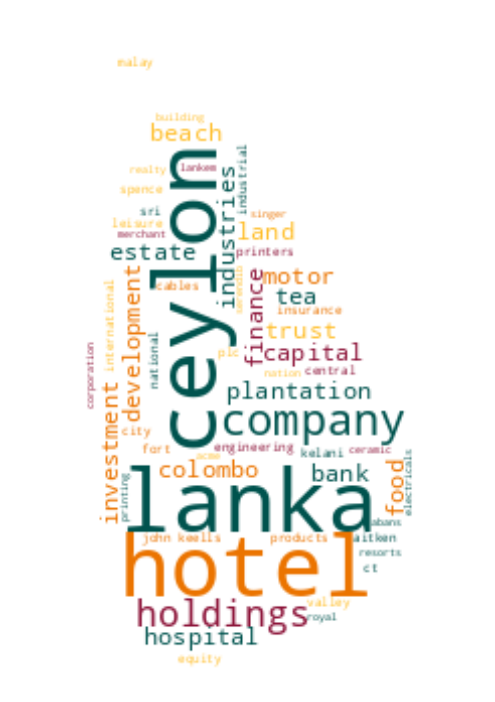 malay
building
beach
industrial
realty
lankem
spence
ceylon
industries
sri
leisure
singer
merchant
land
estate
printers
development
cables
serendib
finance
motor
international
tea
insurance
national
trust
corporation
plc
capital
nation
central
investment
plantation
company
city
fort
engineering
kelani
ceramic
acme
colombo
bank
food
electricals
printing
lanka
abans
john keells
products
aitken
hotel
resorts
ct
holdings
valley
royal
hospital
equity